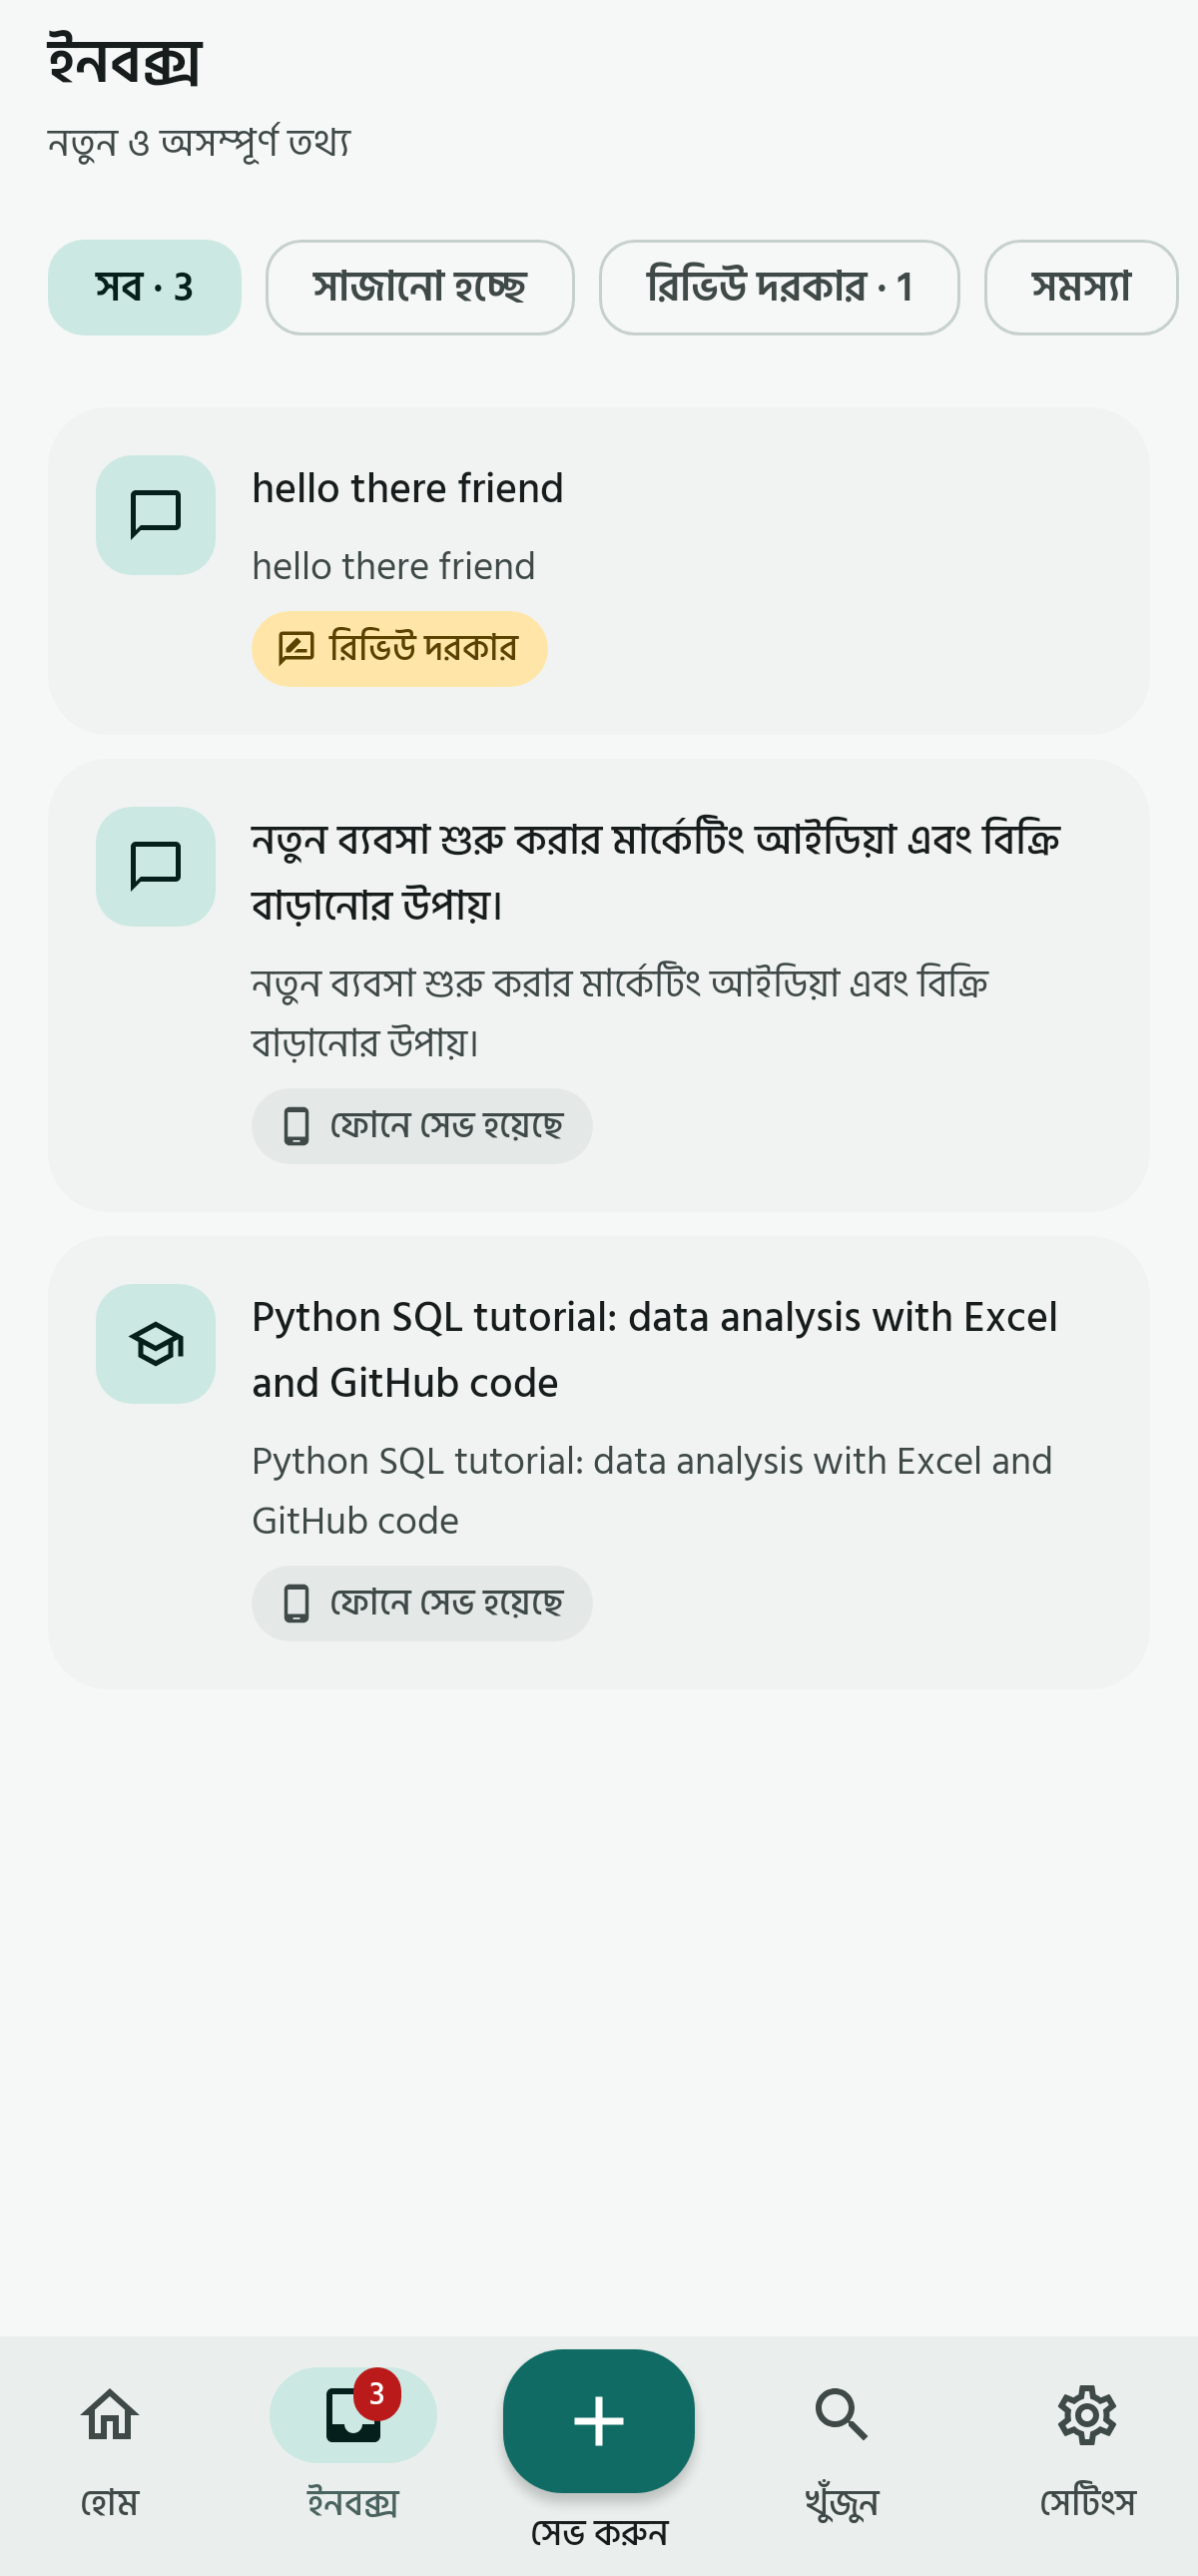 ইনবক্স
নতুন ও অসম্পূর্ণ তথ্য
সব · 3
সাজানো হচ্ছে
রিভিউ দরকার · 1
সমস্যা
hello there friend
hello there friend
রিভিউ দরকার
নতুন ব্যবসা শুরু করার মার্কেটিং আইডিয়া এবং বিক্রি
বাড়ানোর উপায়।
নতুন ব্যবসা শুরু করার মার্কেটিং আইডিয়া এবং বিক্রি
বাড়ানোর উপায়।
ফোনে সেভ হয়েছে
Python SQL tutorial: data analysis with Excel
and GitHub code
Python SQL tutorial: data analysis with Excel and
GitHub code
ফোনে সেভ হয়েছে
3
হোম
ইনবক্স
সেভ করুন
খুঁজুন
সেটিংস